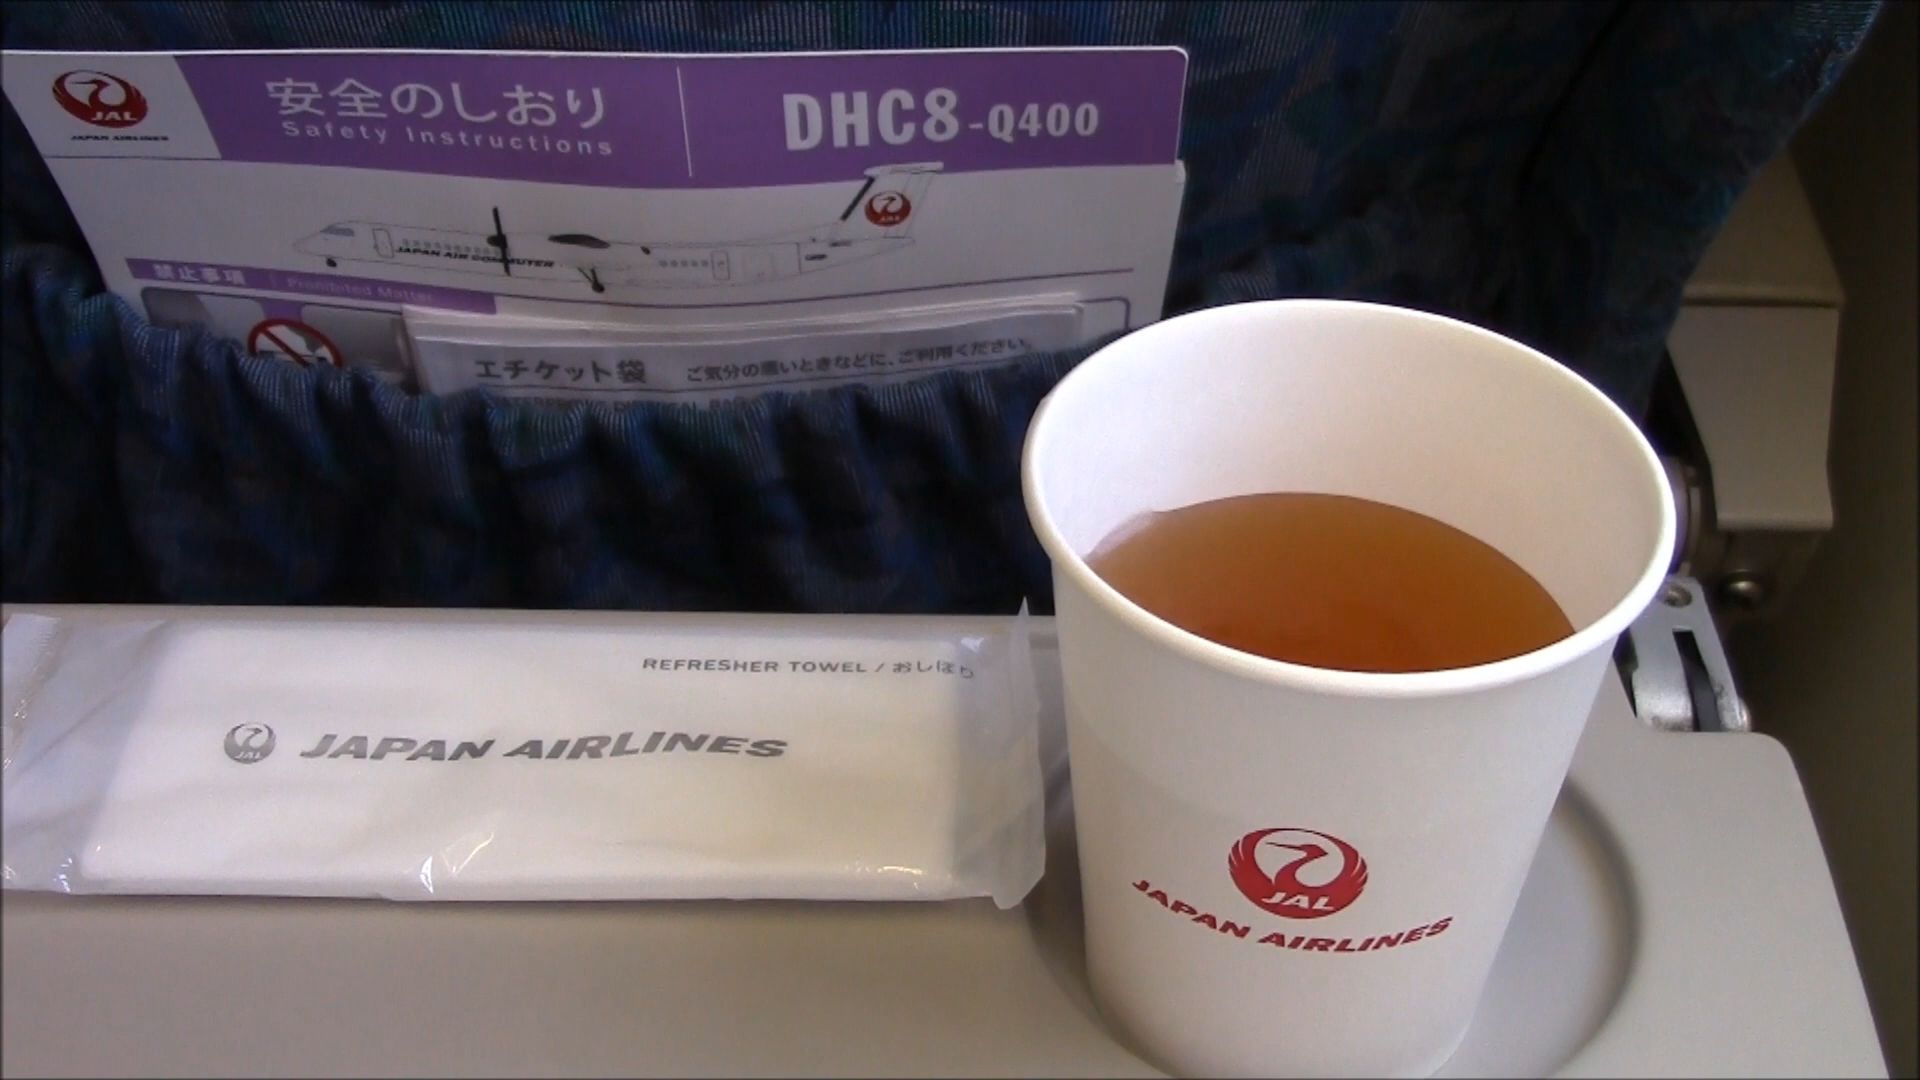 JAL
JAPAN AIRLINES
安全のしおり
Safety Instructions
DHC8-Q400
JAL
JAPAN AIR COMMUTER
禁止事項
Prohibited Matter
エチケット袋 ご気分の悪いときなどに、ご利用ください。
REFRESHER TOWEL / おしぼり
JAL
JAPAN AIRLINES
JAL
JAPAN AIRLINES